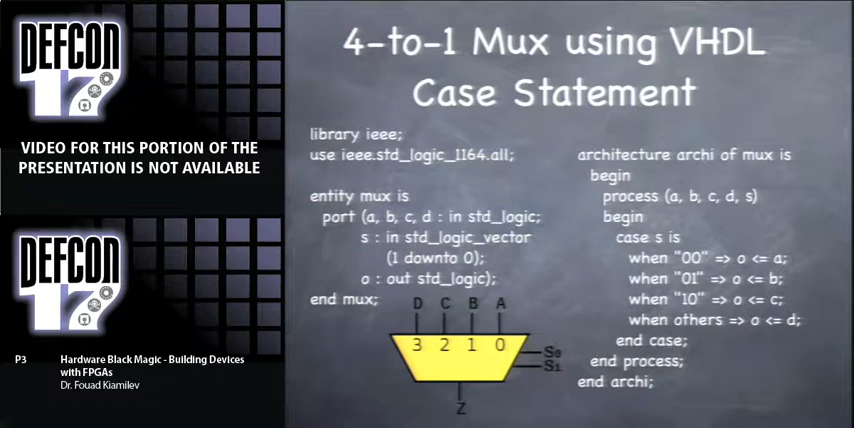 DEFCON
17
VIDEO FOR THIS PORTION OF THE
PRESENTATION IS NOT AVAILABLE
DEFCON
17
P3 Hardware Black Magic - Building Devices
with FPGAs
Dr. Fouad Kiamilev
4-to-1 Mux using VHDL
Case Statement
library ieee;
use ieee.std_logic_1164.all;
entity mux is
port (a, b, c, d : in std_logic;
s : in std_logic_vector
(1 downto 0);
o : out std_logic);
end mux;
D C B A
3 2 1 0
S0
S1
Z
architecture archi of mux is
begin
process (a, b, c, d, s)
begin
case s is
when "00" => o <= a;
when "01" => o <= b;
when "10" => o <= c;
when others => o <= d;
end case;
end process;
end archi;